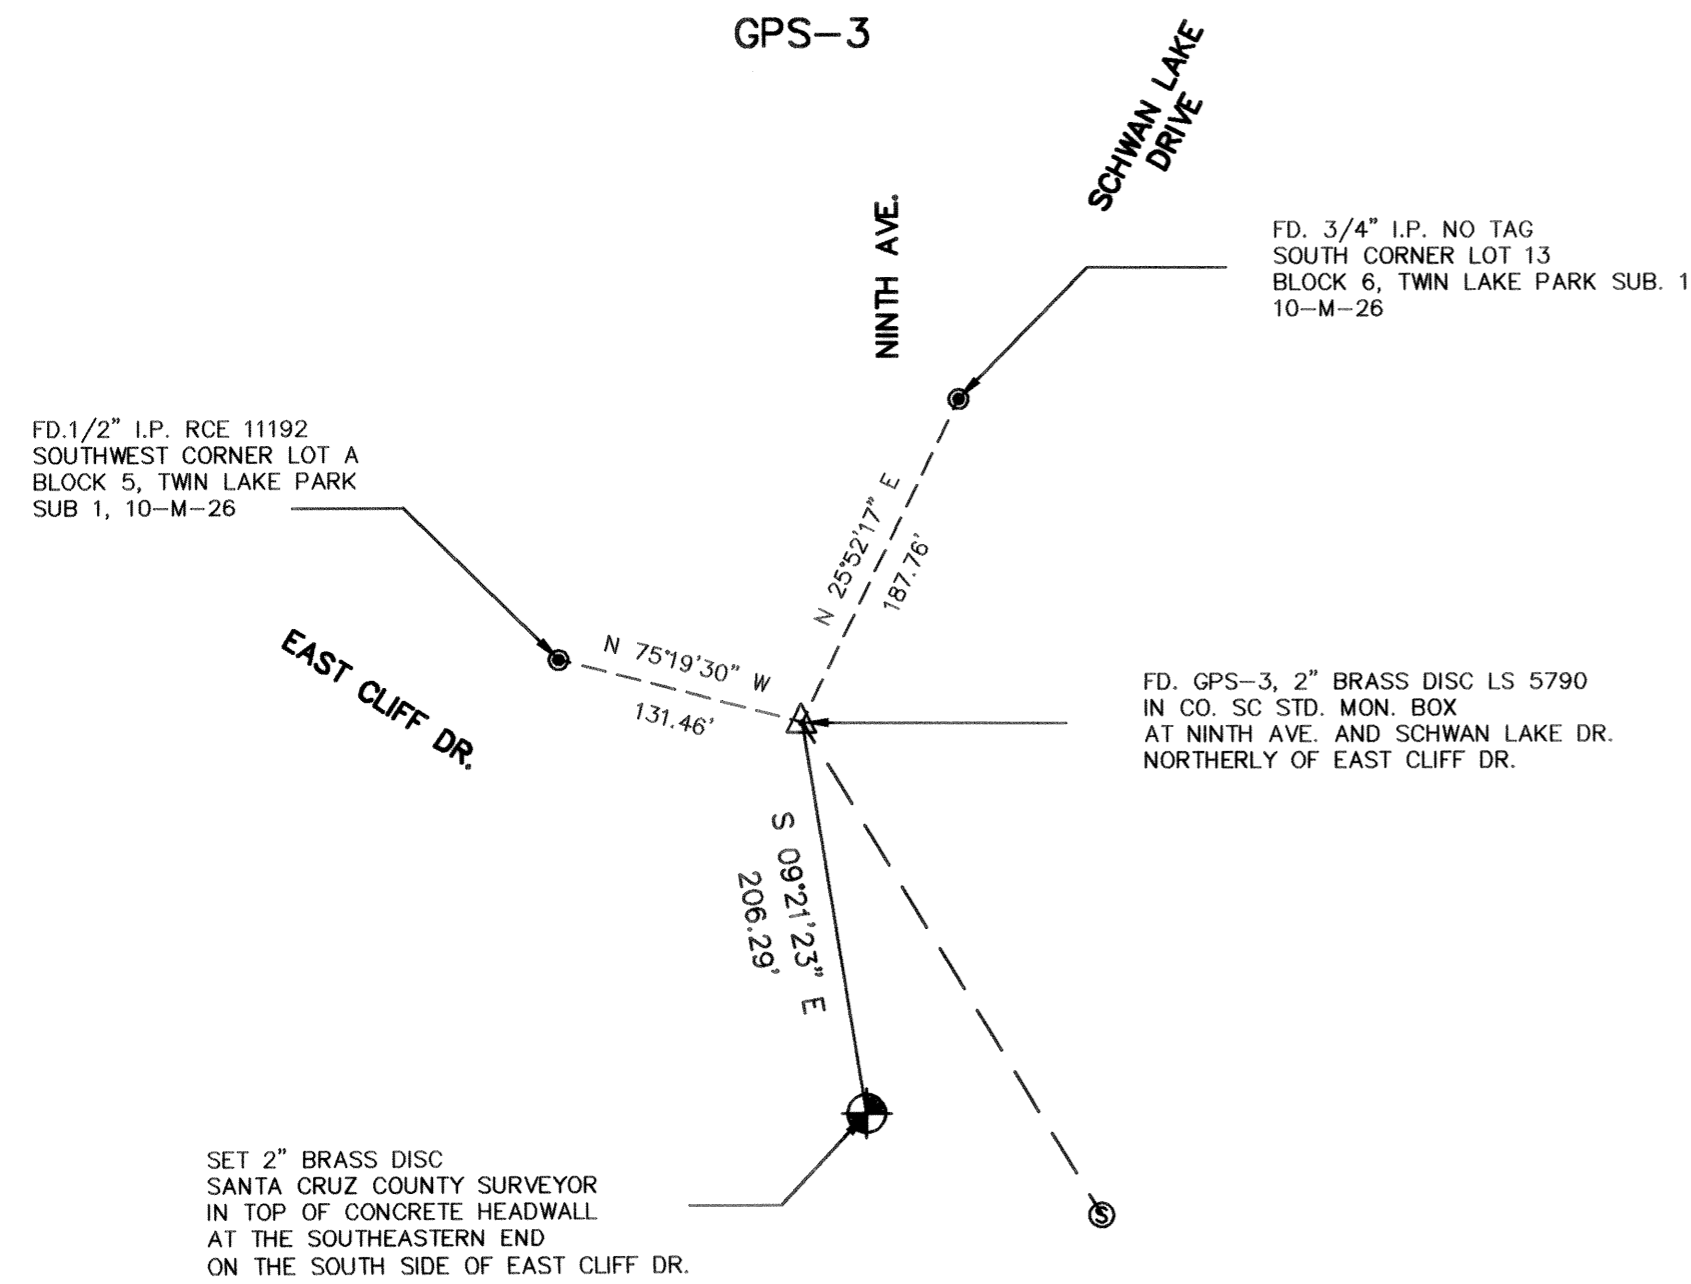 GPS-3
SCHWAN LAKE
DRIVE
NINTH AVE.
FD. 3/4" I.P. NO TAG
SOUTH CORNER LOT 13
BLOCK 6, TWIN LAKE PARK SUB. 1
10-M-26
FD.1/2" I.P. RCE 11192
SOUTHWEST CORNER LOT A
BLOCK 5, TWIN LAKE PARK
SUB 1, 10-M-26
N 25°52'17" E
187.76'
EAST CLIFF DR.
N 75°19'30" W
131.46'
FD. GPS-3, 2" BRASS DISC LS 5790
IN CO. SC STD. MON. BOX
AT NINTH AVE. AND SCHWAN LAKE DR.
NORTHERLY OF EAST CLIFF DR.
S 09°21'23" E
206.29'
SET 2" BRASS DISC
SANTA CRUZ COUNTY SURVEYOR
IN TOP OF CONCRETE HEADWALL
AT THE SOUTHEASTERN END
ON THE SOUTH SIDE OF EAST CLIFF DR.
S